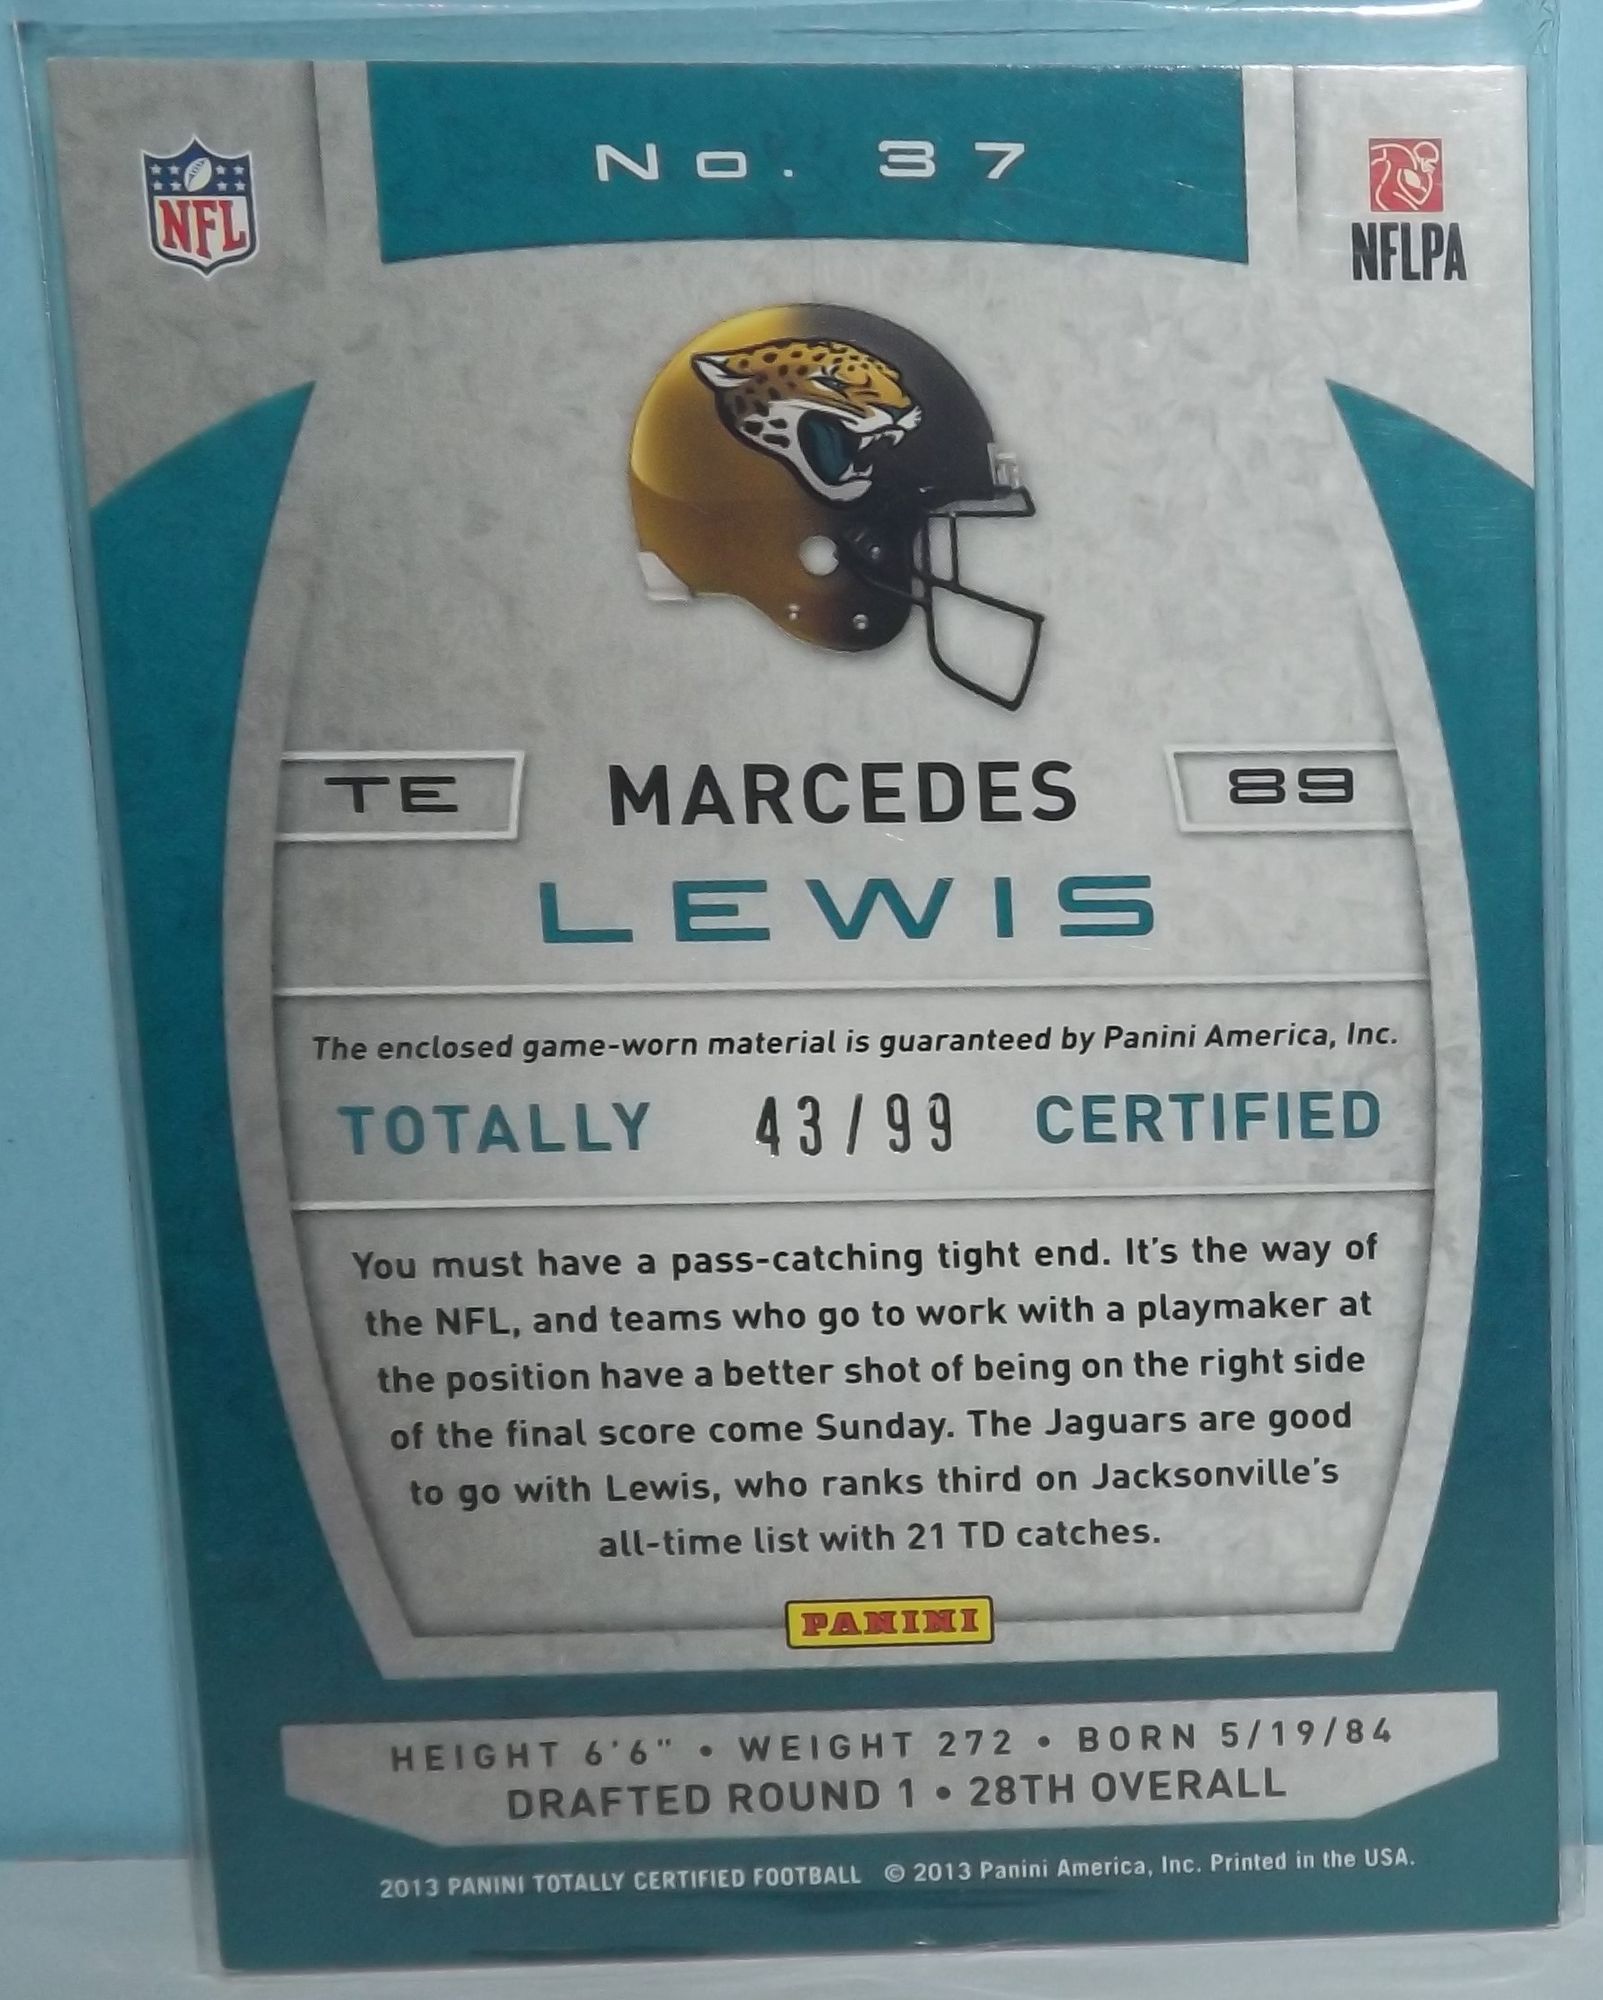 No. 37
NFL
NFLPA
TE MARCEDES 89
LEWIS
The enclosed game-worn material is guaranteed by Panini America, Inc.
TOTALLY 43/99 CERTIFIED
You must have a pass-catching tight end. It's the way of
the NFL, and teams who go to work with a playmaker at
the position have a better shot of being on the right side
of the final score come Sunday. The Jaguars are good
to go with Lewis, who ranks third on Jacksonville's
all-time list with 21 TD catches.
PANINI
HEIGHT 6'6" • WEIGHT 272 • BORN 5/19/84
DRAFTED ROUND 1 • 28TH OVERALL
2013 PANINI TOTALLY CERTIFIED FOOTBALL © 2013 Panini America, Inc. Printed in the USA.